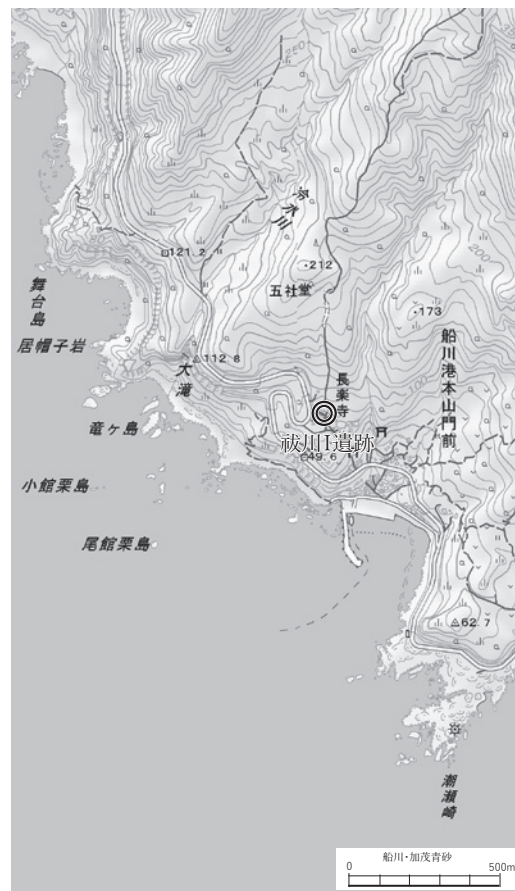 冷水川
121.2
212
五社堂
173
舞台島
居帽子岩
112.8
大滝
長楽寺
船川港本山門前
祓川Ⅰ遺跡
49.6
竜ヶ島
小館栗島
尾館栗島
62.7
潮瀬崎
船川・加茂青砂
0 500m